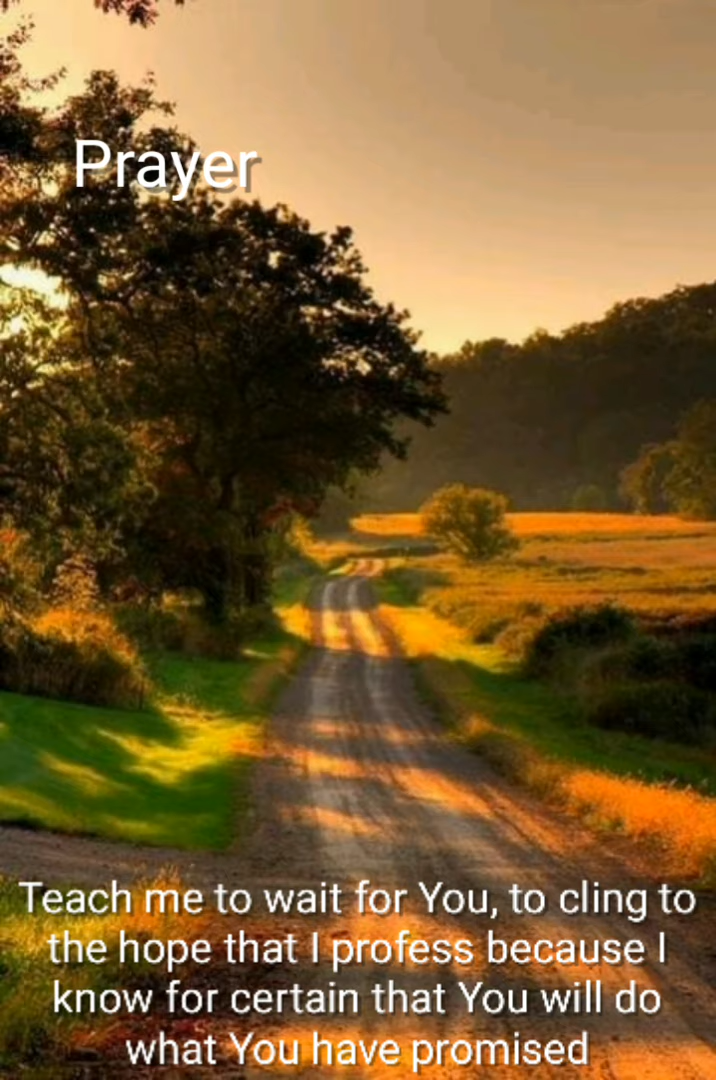 Prayer
Teach me to wait for You, to cling to
the hope that I profess because I
know for certain that You will do
what You have promised